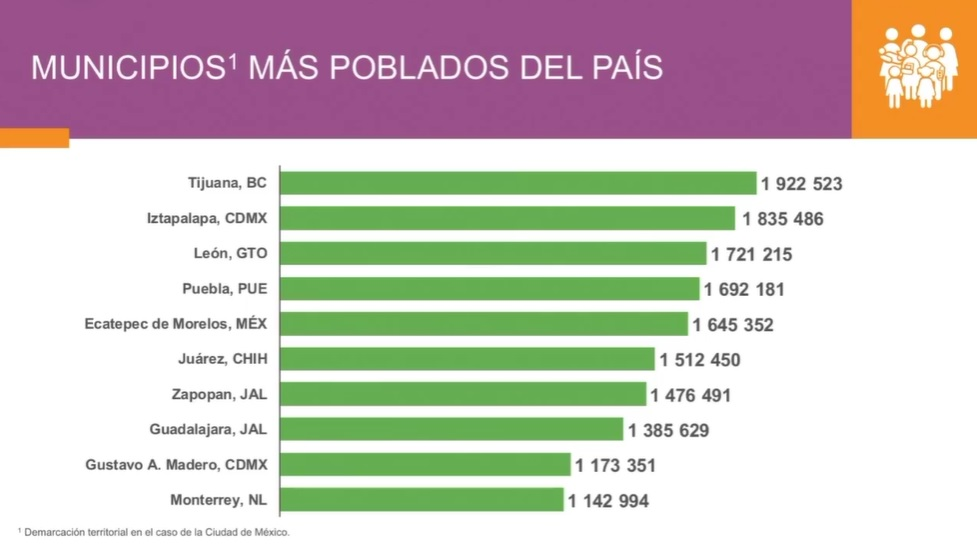 MUNICIPIOS¹ MÁS POBLADOS DEL PAÍS
Tijuana, BC 1 922 523
Iztapalapa, CDMX 1 835 486
León, GTO 1 721 215
Puebla, PUE 1 692 181
Ecatepec de Morelos, MÉX 1 645 352
Juárez, CHIH 1 512 450
Zapopan, JAL 1 476 491
Guadalajara, JAL 1 385 629
Gustavo A. Madero, CDMX 1 173 351
Monterrey, NL 1 142 994
¹ Demarcación territorial en el caso de la Ciudad de México.